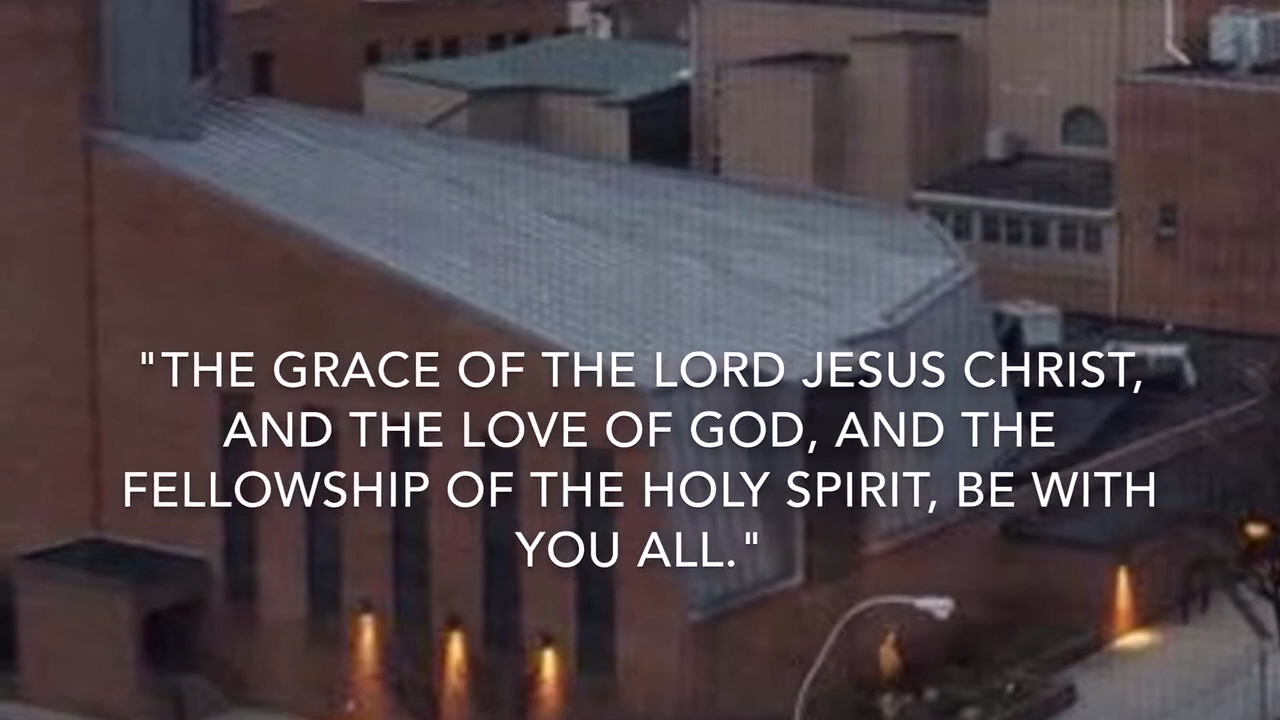 "THE GRACE OF THE LORD JESUS CHRIST,
AND THE LOVE OF GOD, AND THE
FELLOWSHIP OF THE HOLY SPIRIT, BE WITH
YOU ALL."